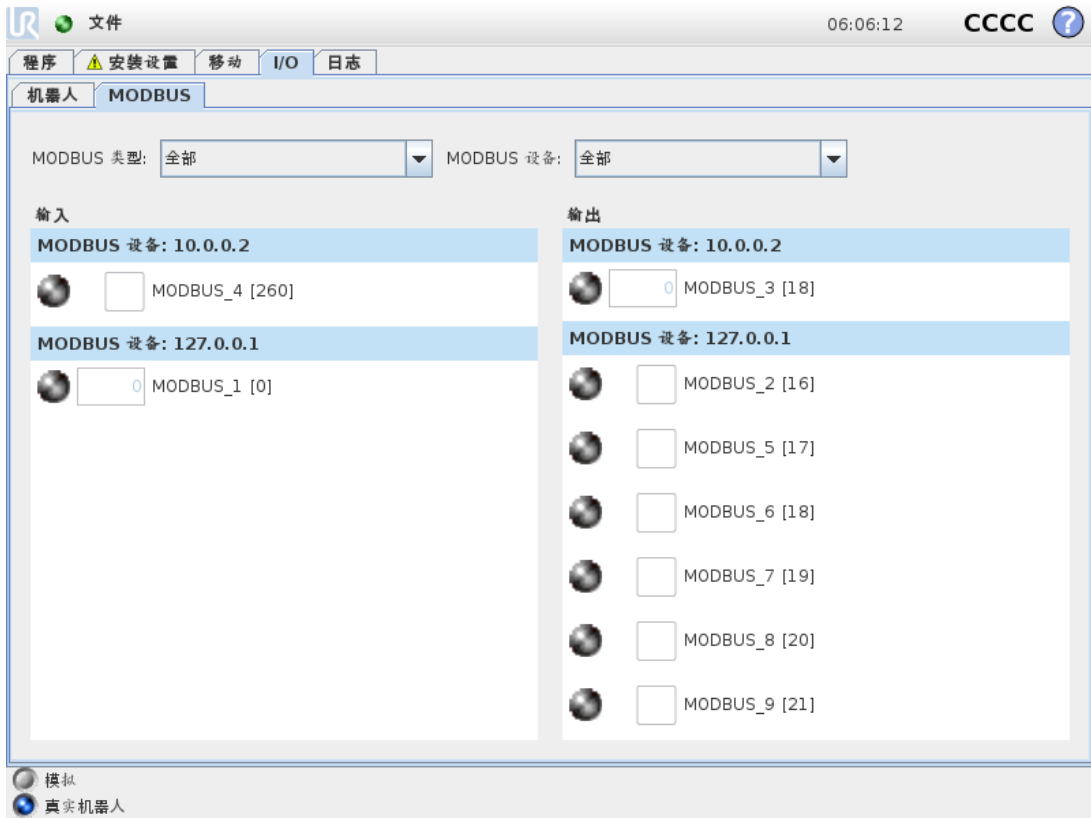 UR 文件 06:06:12 CCCC ?
程序 安装设置 移动 I/O 日志
机器人 MODBUS
MODBUS 类型: 全部 MODBUS 设备: 全部
输入 输出
MODBUS 设备: 10.0.0.2 MODBUS 设备: 10.0.0.2
MODBUS_4 [260] 0 MODBUS_3 [18]
MODBUS 设备: 127.0.0.1 MODBUS 设备: 127.0.0.1
0 MODBUS_1 [0] MODBUS_2 [16]
MODBUS_5 [17]
MODBUS_6 [18]
MODBUS_7 [19]
MODBUS_8 [20]
MODBUS_9 [21]
模拟
真实机器人